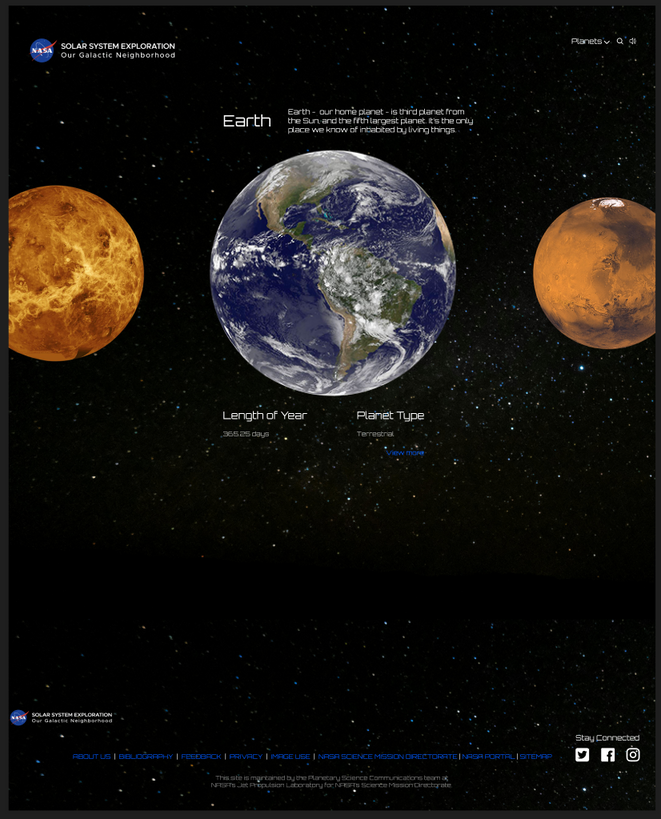 NASA
SOLAR SYSTEM EXPLORATION
Our Galactic Neighborhood
Planets
Earth
Earth - our home planet - is third planet from
the Sun, and the fifth largest planet. It's the only
place we know of inbabited by living things.
Length of Year
Planet Type
365.25 days
Terrestrial
View more
NASA
SOLAR SYSTEM EXPLORATION
Our Galactic Neighborhood
Stay Connected
ABOUT US | BIBLIOGRAPHY | FEEDBACK | PRIVACY | IMAGE USE | NASA SCIENCE MISSION DIRECTORATE | NASA PORTAL | SITEMAP
This site is maintained by the Planetary Science Communications team at
NASA's Jet Prepulsion Laboratory for NASA's Science Mission Directorate